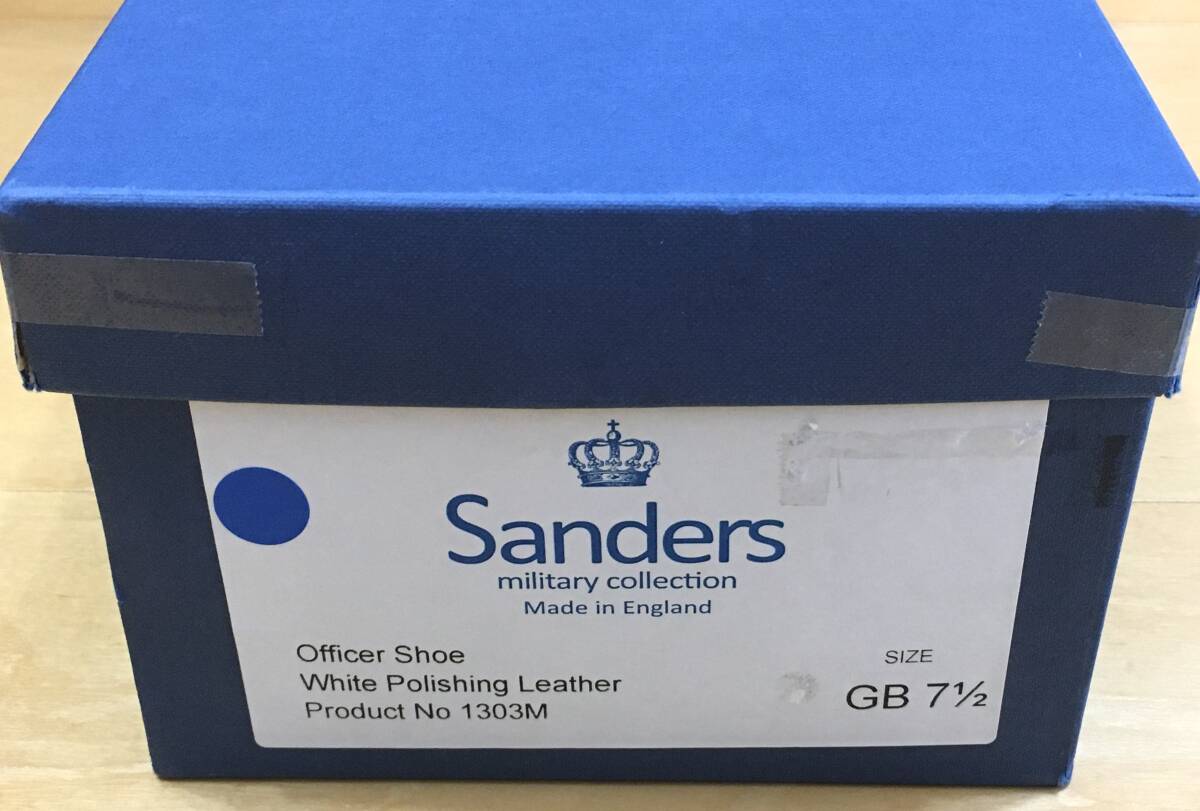 Sanders
military collection
Made in England
Officer Shoe
White Polishing Leather
Product No 1303M
SIZE
GB 7½